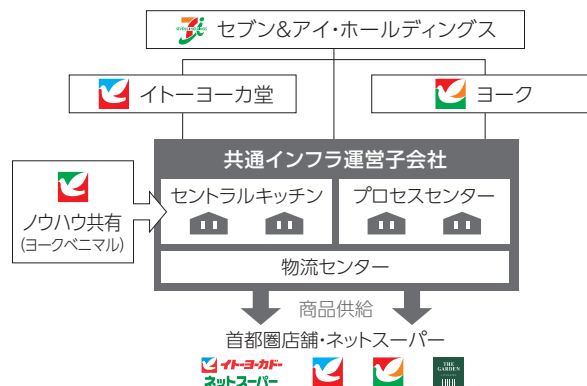 セブン&アイ・ホールディングス
イトーヨーカ堂
ヨーク
共通インフラ運営子会社
セントラルキッチン
プロセスセンター
ノウハウ共有
(ヨークベニマル)
物流センター
商品供給
首都圏店舗・ネットスーパー
イトーヨーカドー
ネットスーパー
THE
GARDEN